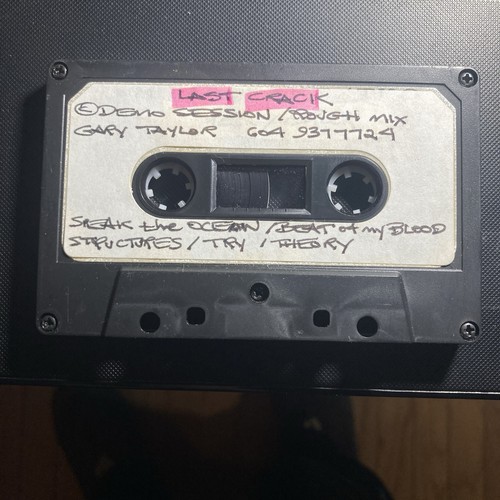 LAST CRACK
©DEMO SESSION / ROUGH MIX
GARY TAYLOR 604 9377724
SPEAK the OCEAN / BEAT of my BLOOD
STRUCTURES / TRY / THEORY